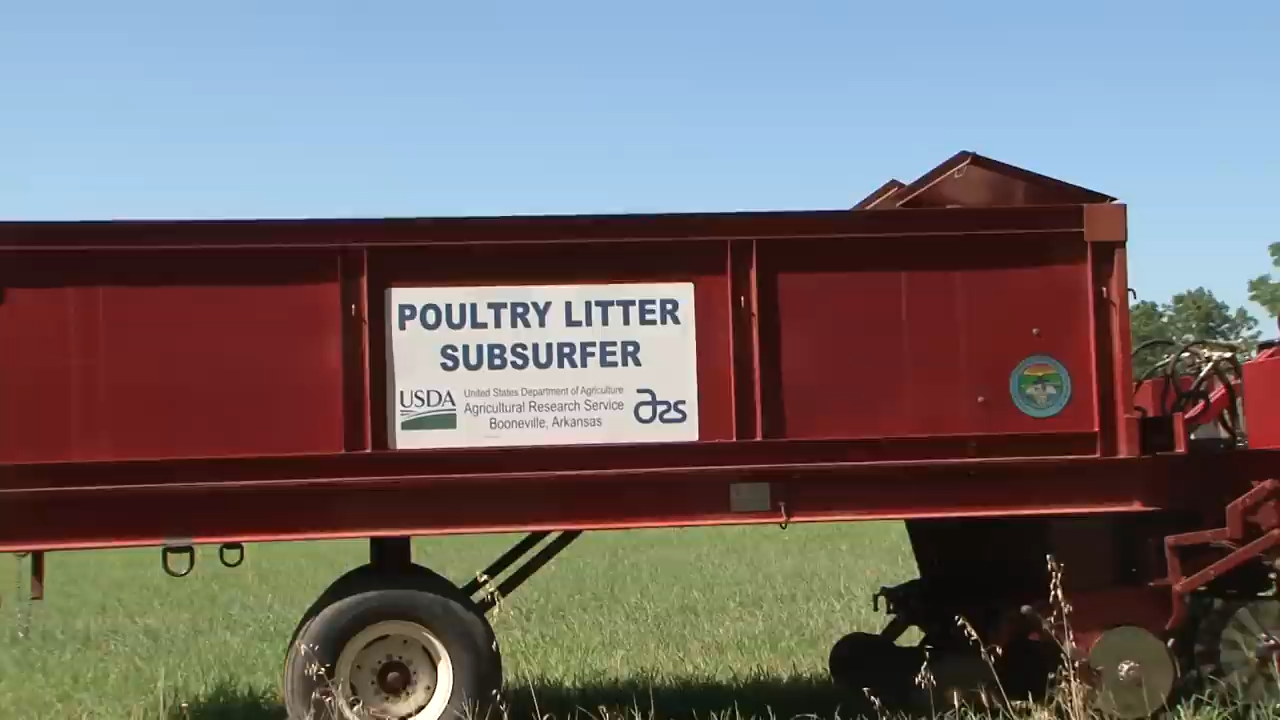 POULTRY LITTER
SUBSURFER
USDA
United States Department of Agriculture
Agricultural Research Service
Booneville, Arkansas
ars